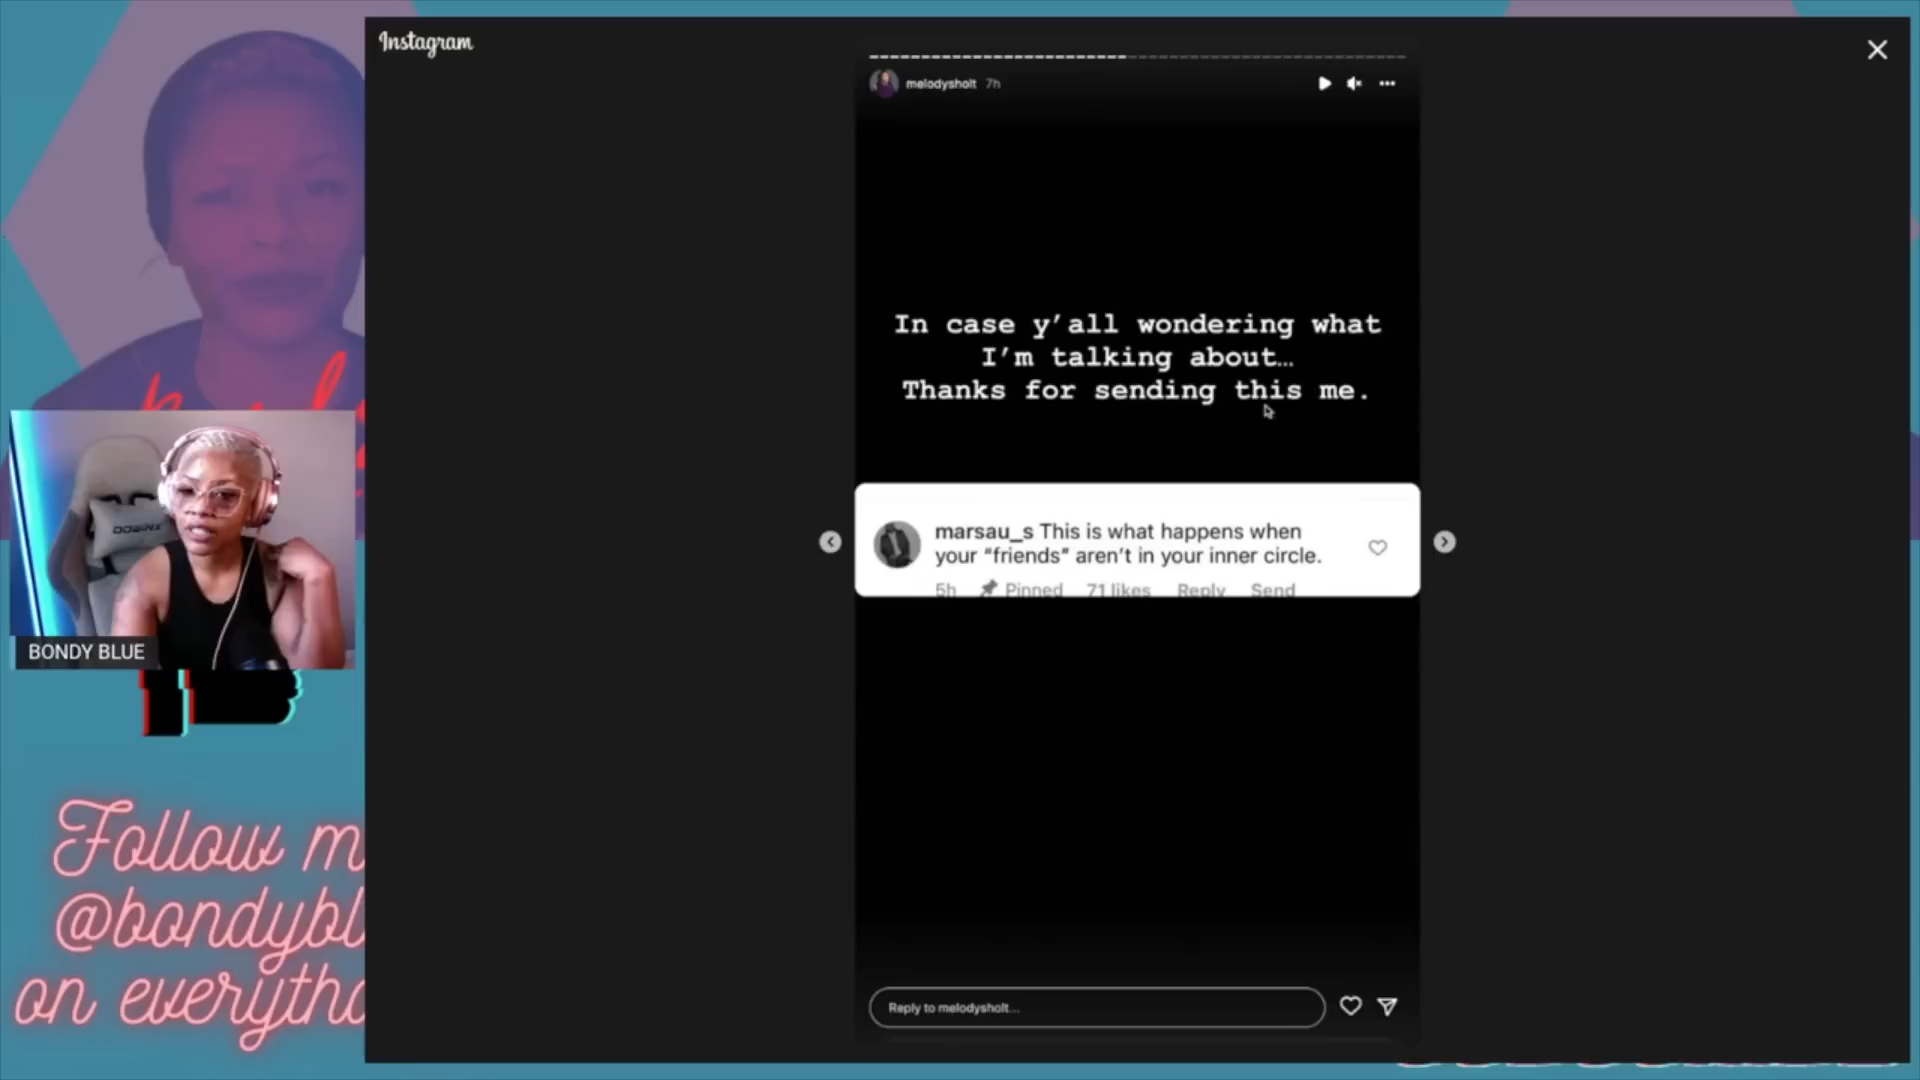 Instagram
melodysholt 7h
In case y’all wondering what
I’m talking about…
Thanks for sending this me.
marsau_s This is what happens when
your “friends” aren’t in your inner circle.
5h Pinned 71 likes Reply Send
Reply to melodysholt...
BONDY BLUE
Follow m
@bondybl
on everyth